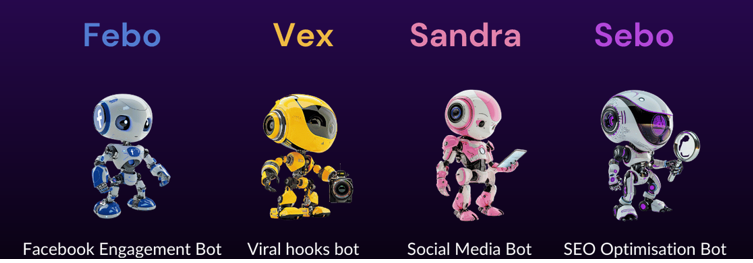 Febo
Vex
Sandra
Sebo
Facebook Engagement Bot
Viral hooks bot
Social Media Bot
SEO Optimisation Bot